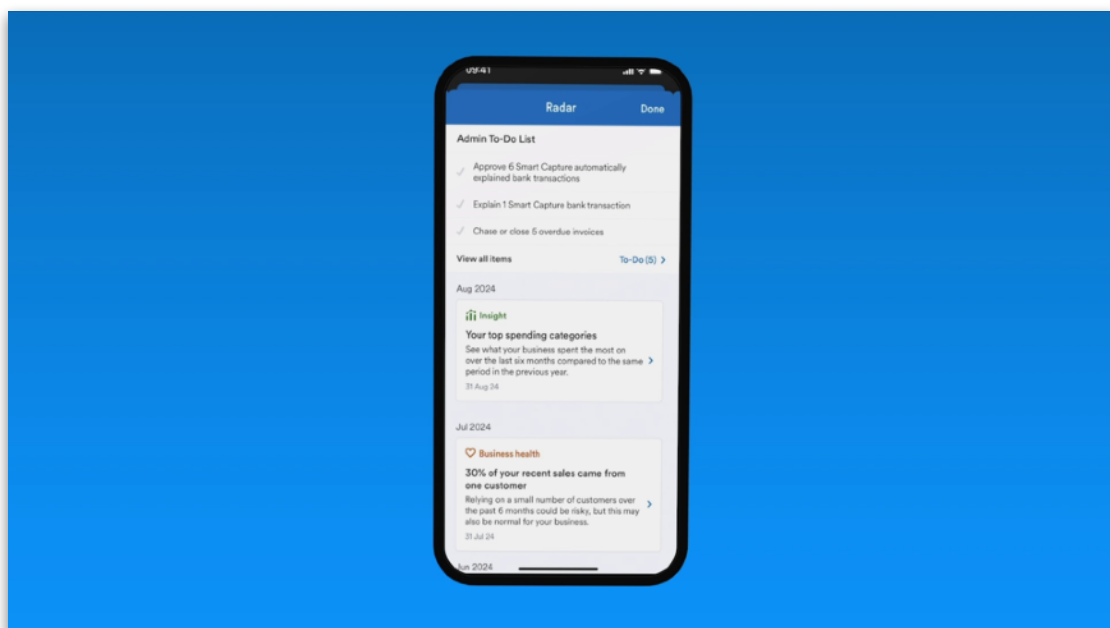 09:41
Radar
Done
Admin To-Do List
Approve 6 Smart Capture automatically
explained bank transactions
Explain 1 Smart Capture bank transaction
Chase or close 5 overdue invoices
View all items
To-Do (5)
Aug 2024
Insight
Your top spending categories
See what your business spent the most on
over the last six months compared to the same
period in the previous year.
31 Aug 24
Jul 2024
Business health
30% of your recent sales came from
one customer
Relying on a small number of customers over
the past 6 months could be risky, but this may
also be normal for your business.
31 Jul 24
Jun 2024